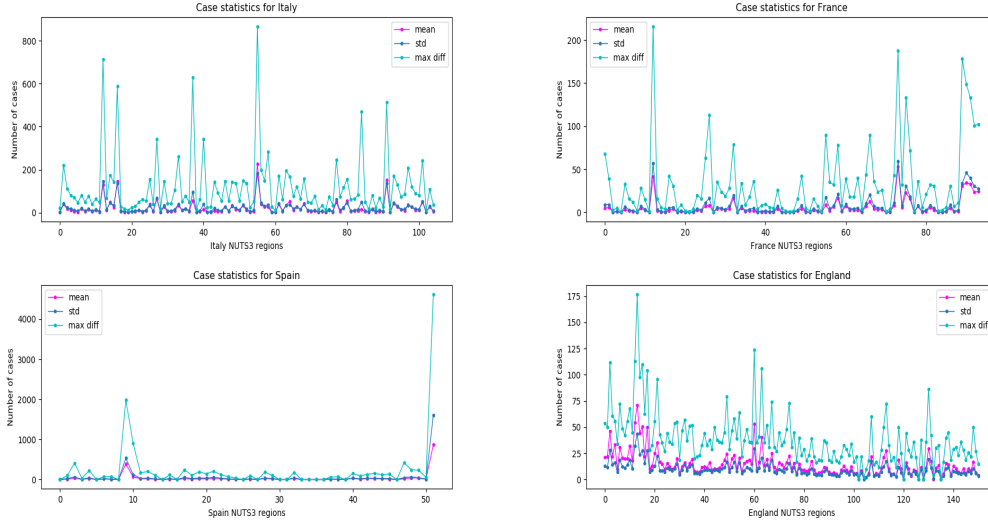 Case statistics for Italy
Number of cases
800
600
400
200
0
mean
std
max diff
0 20 40 60 80 100
Italy NUTS3 regions
Case statistics for France
Number of cases
200
150
100
50
0
mean
std
max diff
0 20 40 60 80
France NUTS3 regions
Case statistics for Spain
Number of cases
4000
3000
2000
1000
0
mean
std
max diff
0 10 20 30 40 50
Spain NUTS3 regions
Case statistics for England
Number of cases
175
150
125
100
75
50
25
0
mean
std
max diff
0 20 40 60 80 100 120 140
England NUTS3 regions